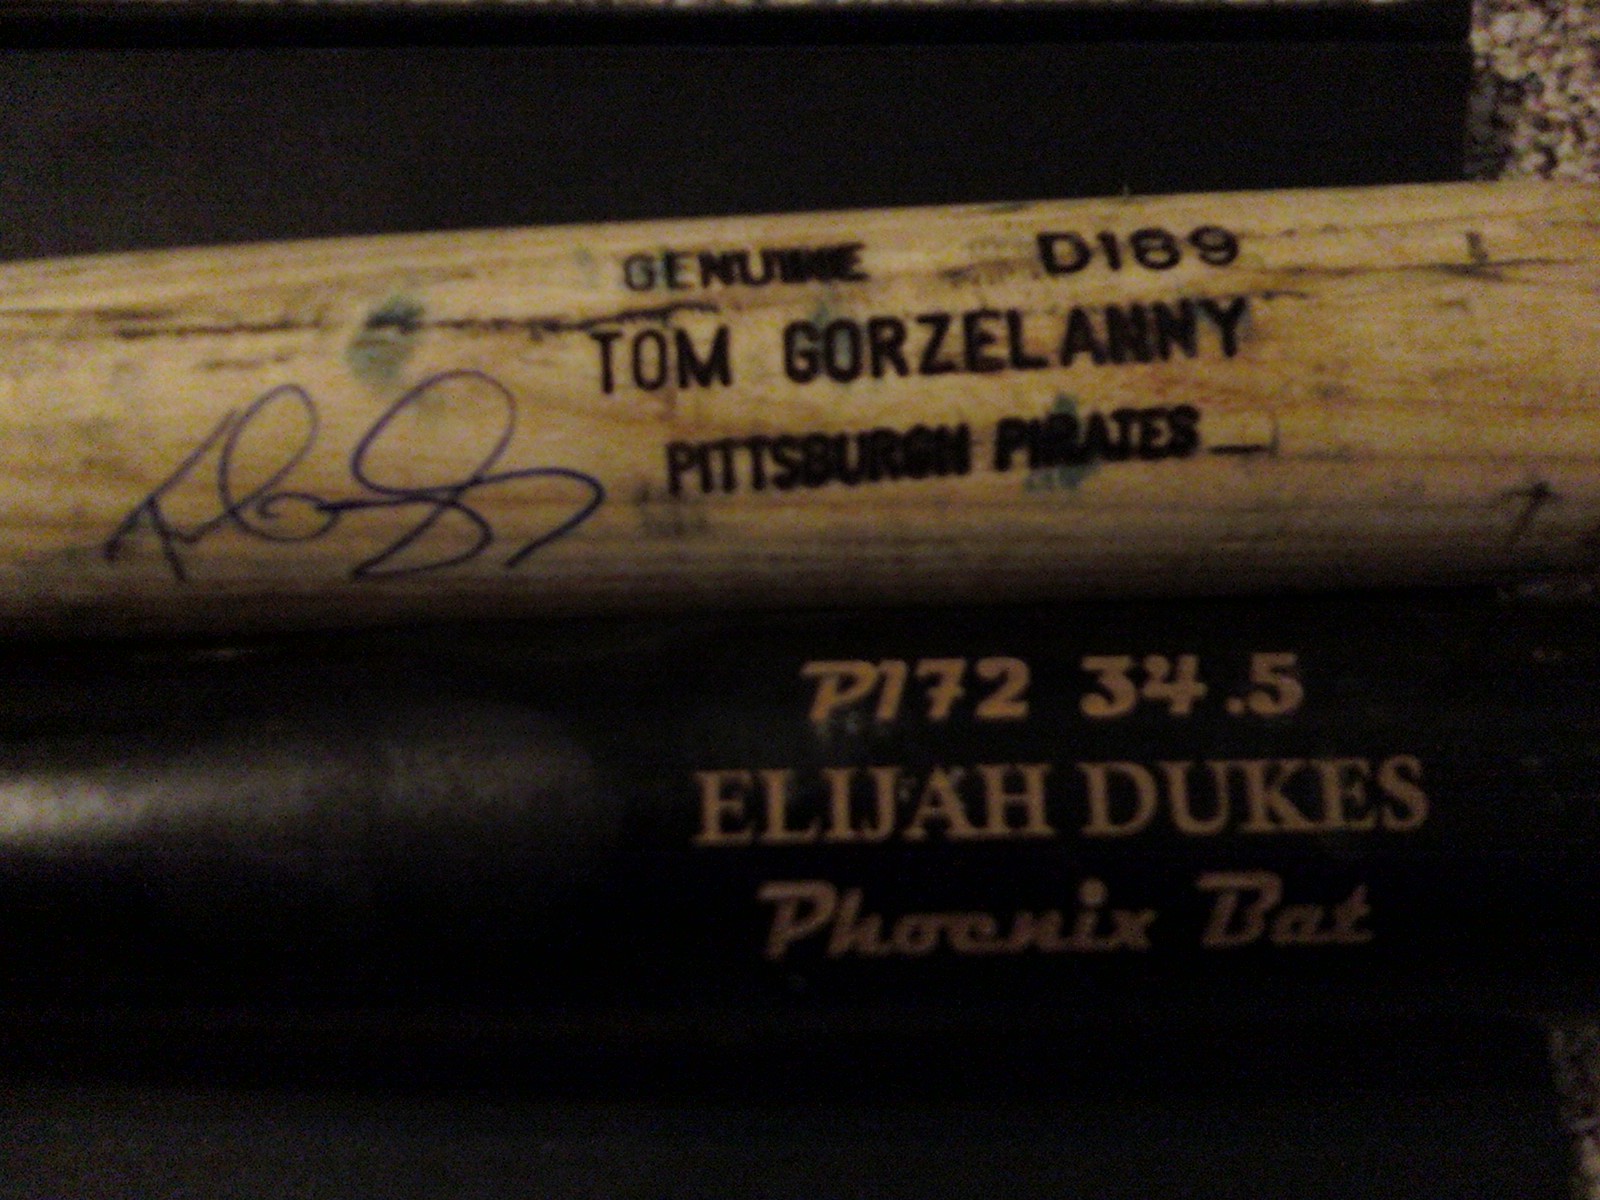 GENUINE D189
TOM GORZELANNY
PITTSBURGH PIRATES
P172 34.5
ELIJAH DUKES
Phoenix Bat